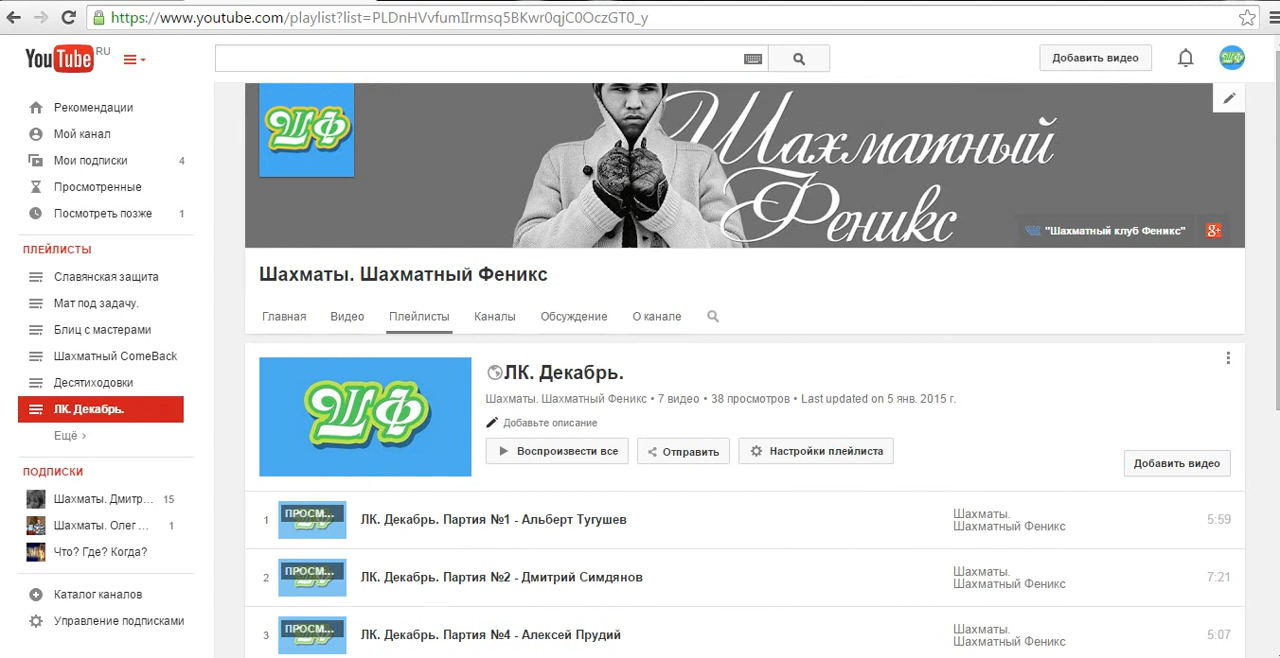 https://www.youtube.com/playlist?list=PLDnHVvfumIIrmsq5BKwr0qjC0OczGT0_y
YouTube RU
Добавить видео
Рекомендации
Мой канал
Мои подписки 4
Просмотренные
Посмотреть позже 1
ПЛЕЙЛИСТЫ
Славянская защита
Мат под задачу.
Блиц с мастерами
Шахматный ComeBack
Десятиходовки
ЛК. Декабрь.
Ещё ›
ПОДПИСКИ
Шахматы. Дмитр... 15
Шахматы. Олег ... 1
Что? Где? Когда?
Каталог каналов
Управление подписками
ШФ
Шахматный
Феникс
"Шахматный клуб Феникс" g+
Шахматы. Шахматный Феникс
Главная Видео Плейлисты Каналы Обсуждение О канале
ШФ
ЛК. Декабрь.
Шахматы. Шахматный Феникс • 7 видео • 38 просмотров • Last updated on 5 янв. 2015 г.
Добавьте описание
Воспроизвести все Отправить Настройки плейлиста
Добавить видео
1 ПРОСМ... ЛК. Декабрь. Партия №1 - Альберт Тугушев Шахматы. 5:59
Шахматный Феникс
2 ПРОСМ... ЛК. Декабрь. Партия №2 - Дмитрий Симдянов Шахматы. 7:21
Шахматный Феникс
3 ПРОСМ... ЛК. Декабрь. Партия №4 - Алексей Прудий Шахматы. 5:07
Шахматный Феникс